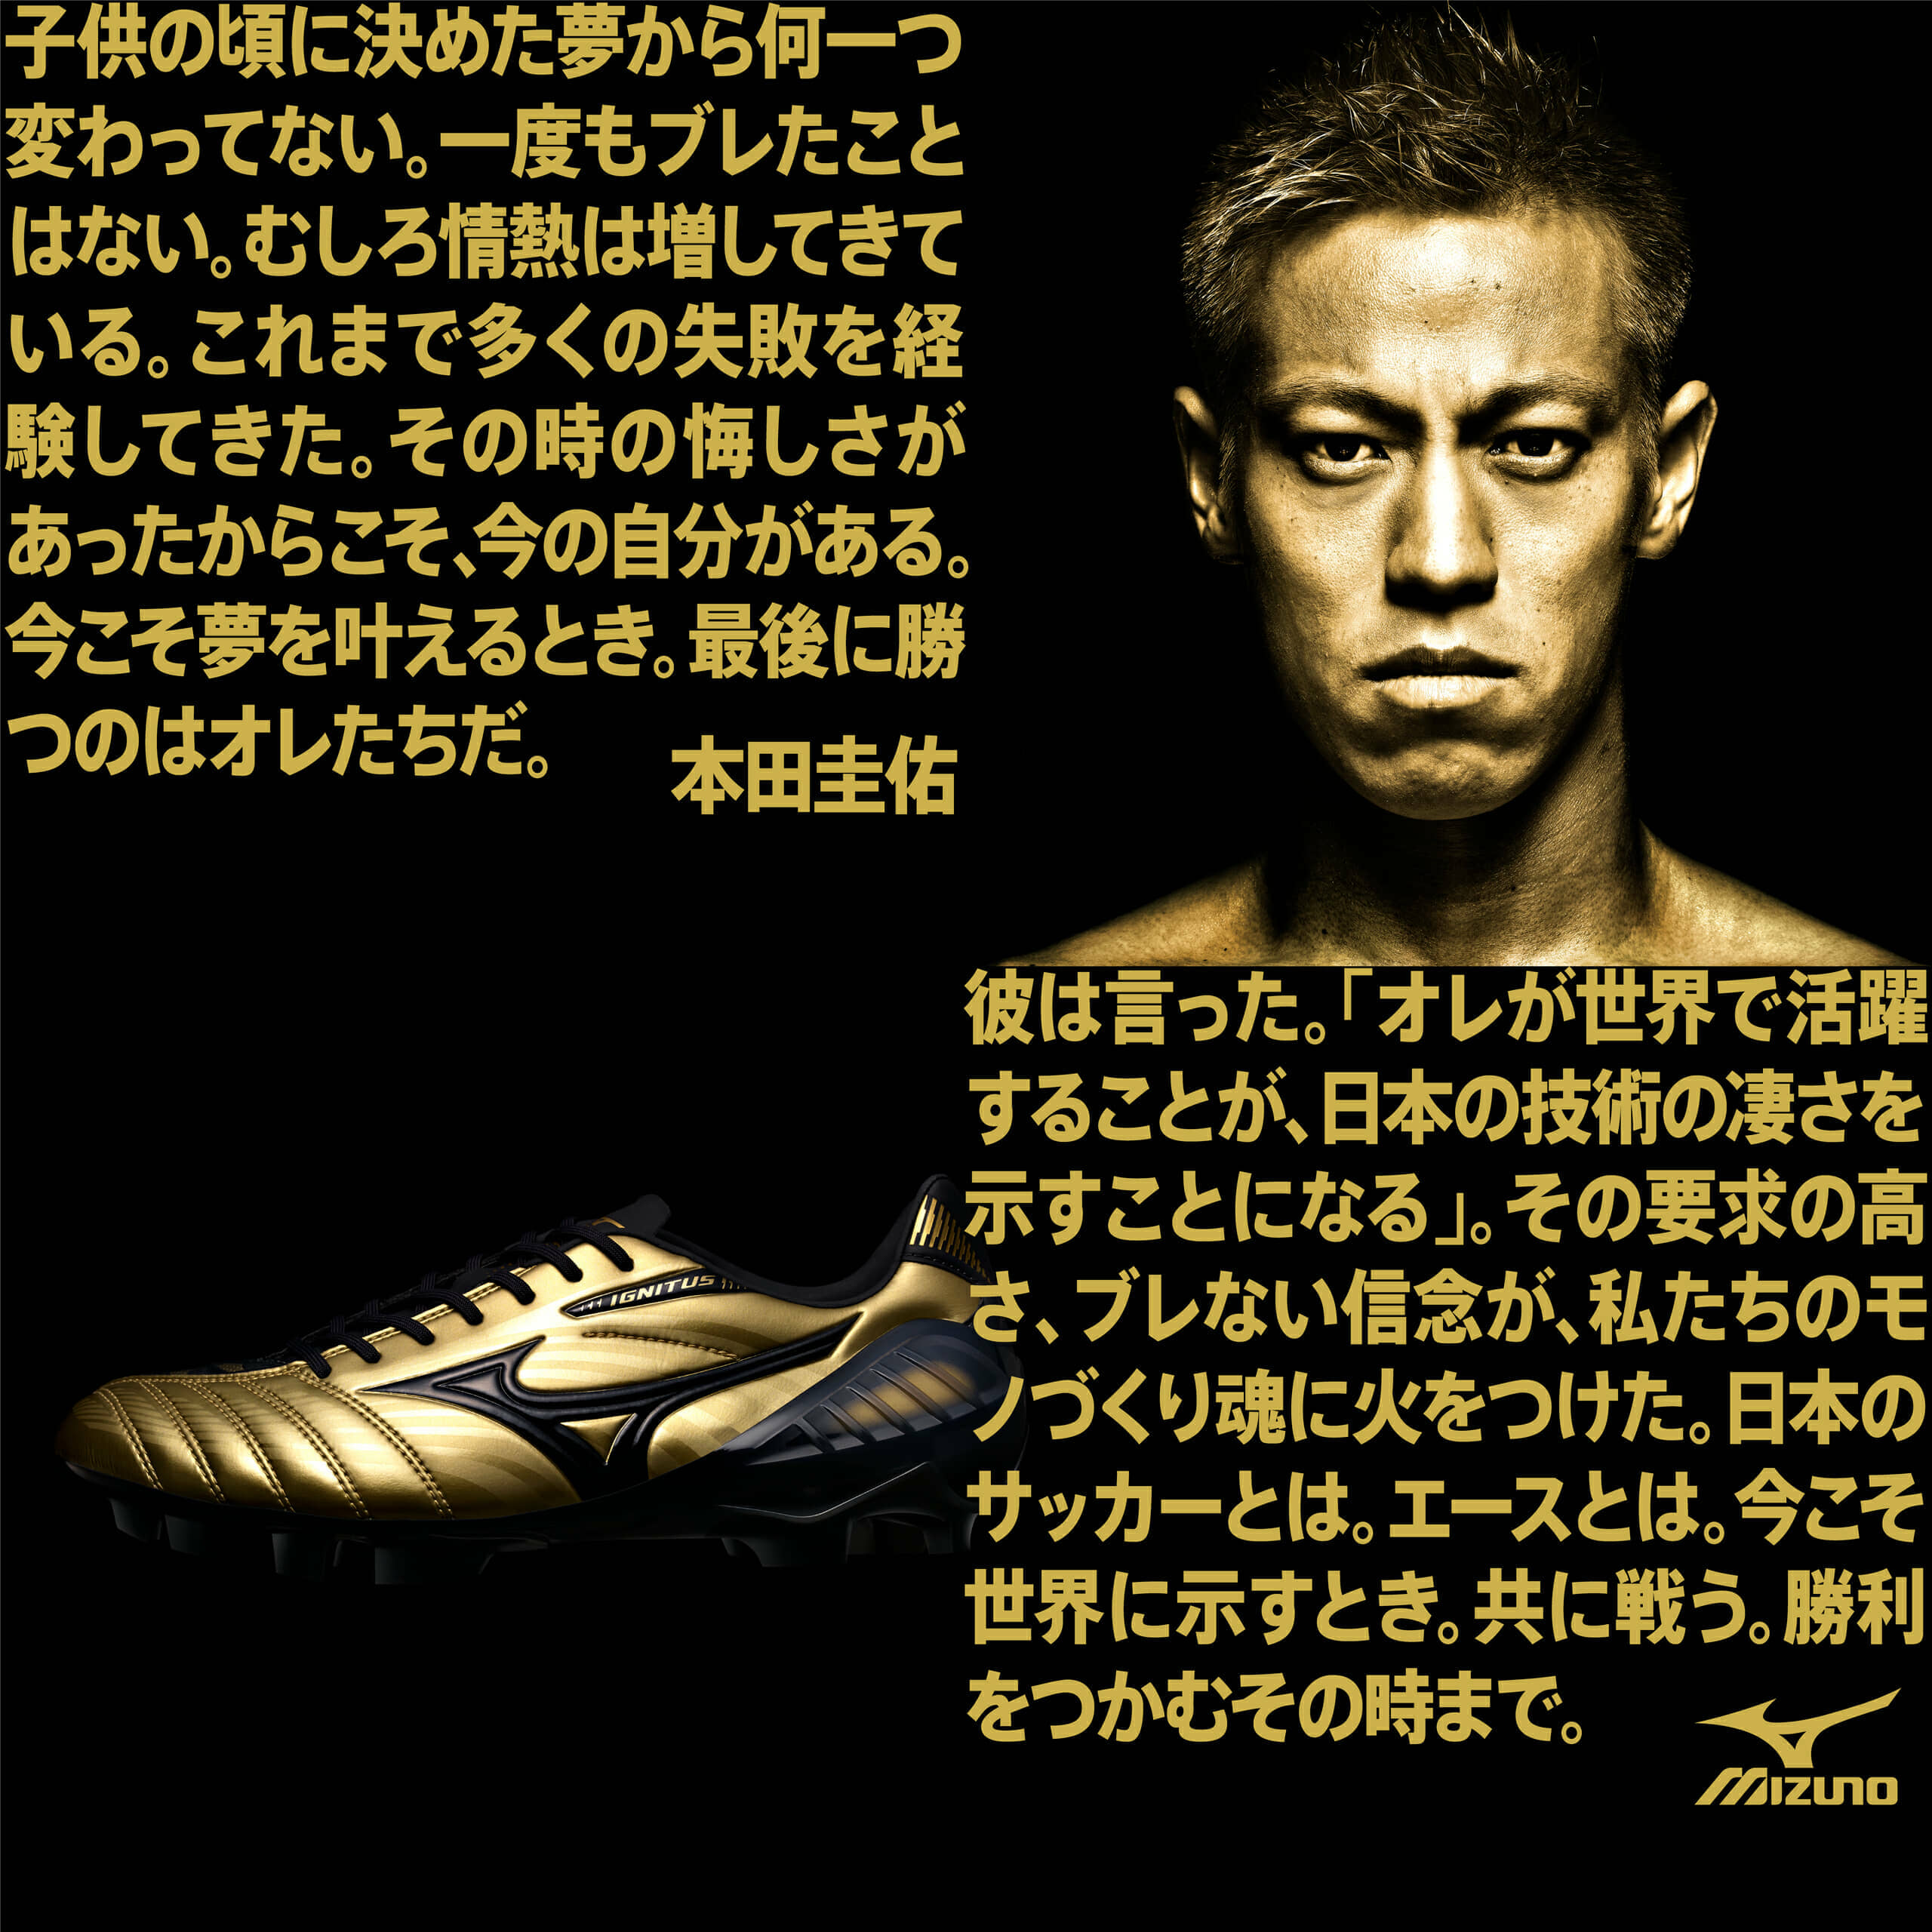 子供の頃に決めた夢から何一つ
変わってない。一度もブレたこと
はない。むしろ情熱は増してきて
いる。これまで多くの失敗を経
験してきた。その時の悔しさが
あったからこそ、今の自分がある。
今こそ夢を叶えるとき。最後に勝
つのはオレたちだ。
本田圭佑
IGNITUS
彼は言った。「オレが世界で活躍
することが、日本の技術の凄さを
示すことになる」。その要求の高
さ、ブレない信念が、私たちのモ
ノづくり魂に火をつけた。日本の
サッカーとは。エースとは。今こそ
世界に示すとき。共に戦う。勝利
をつかむその時まで。
MIZUNO